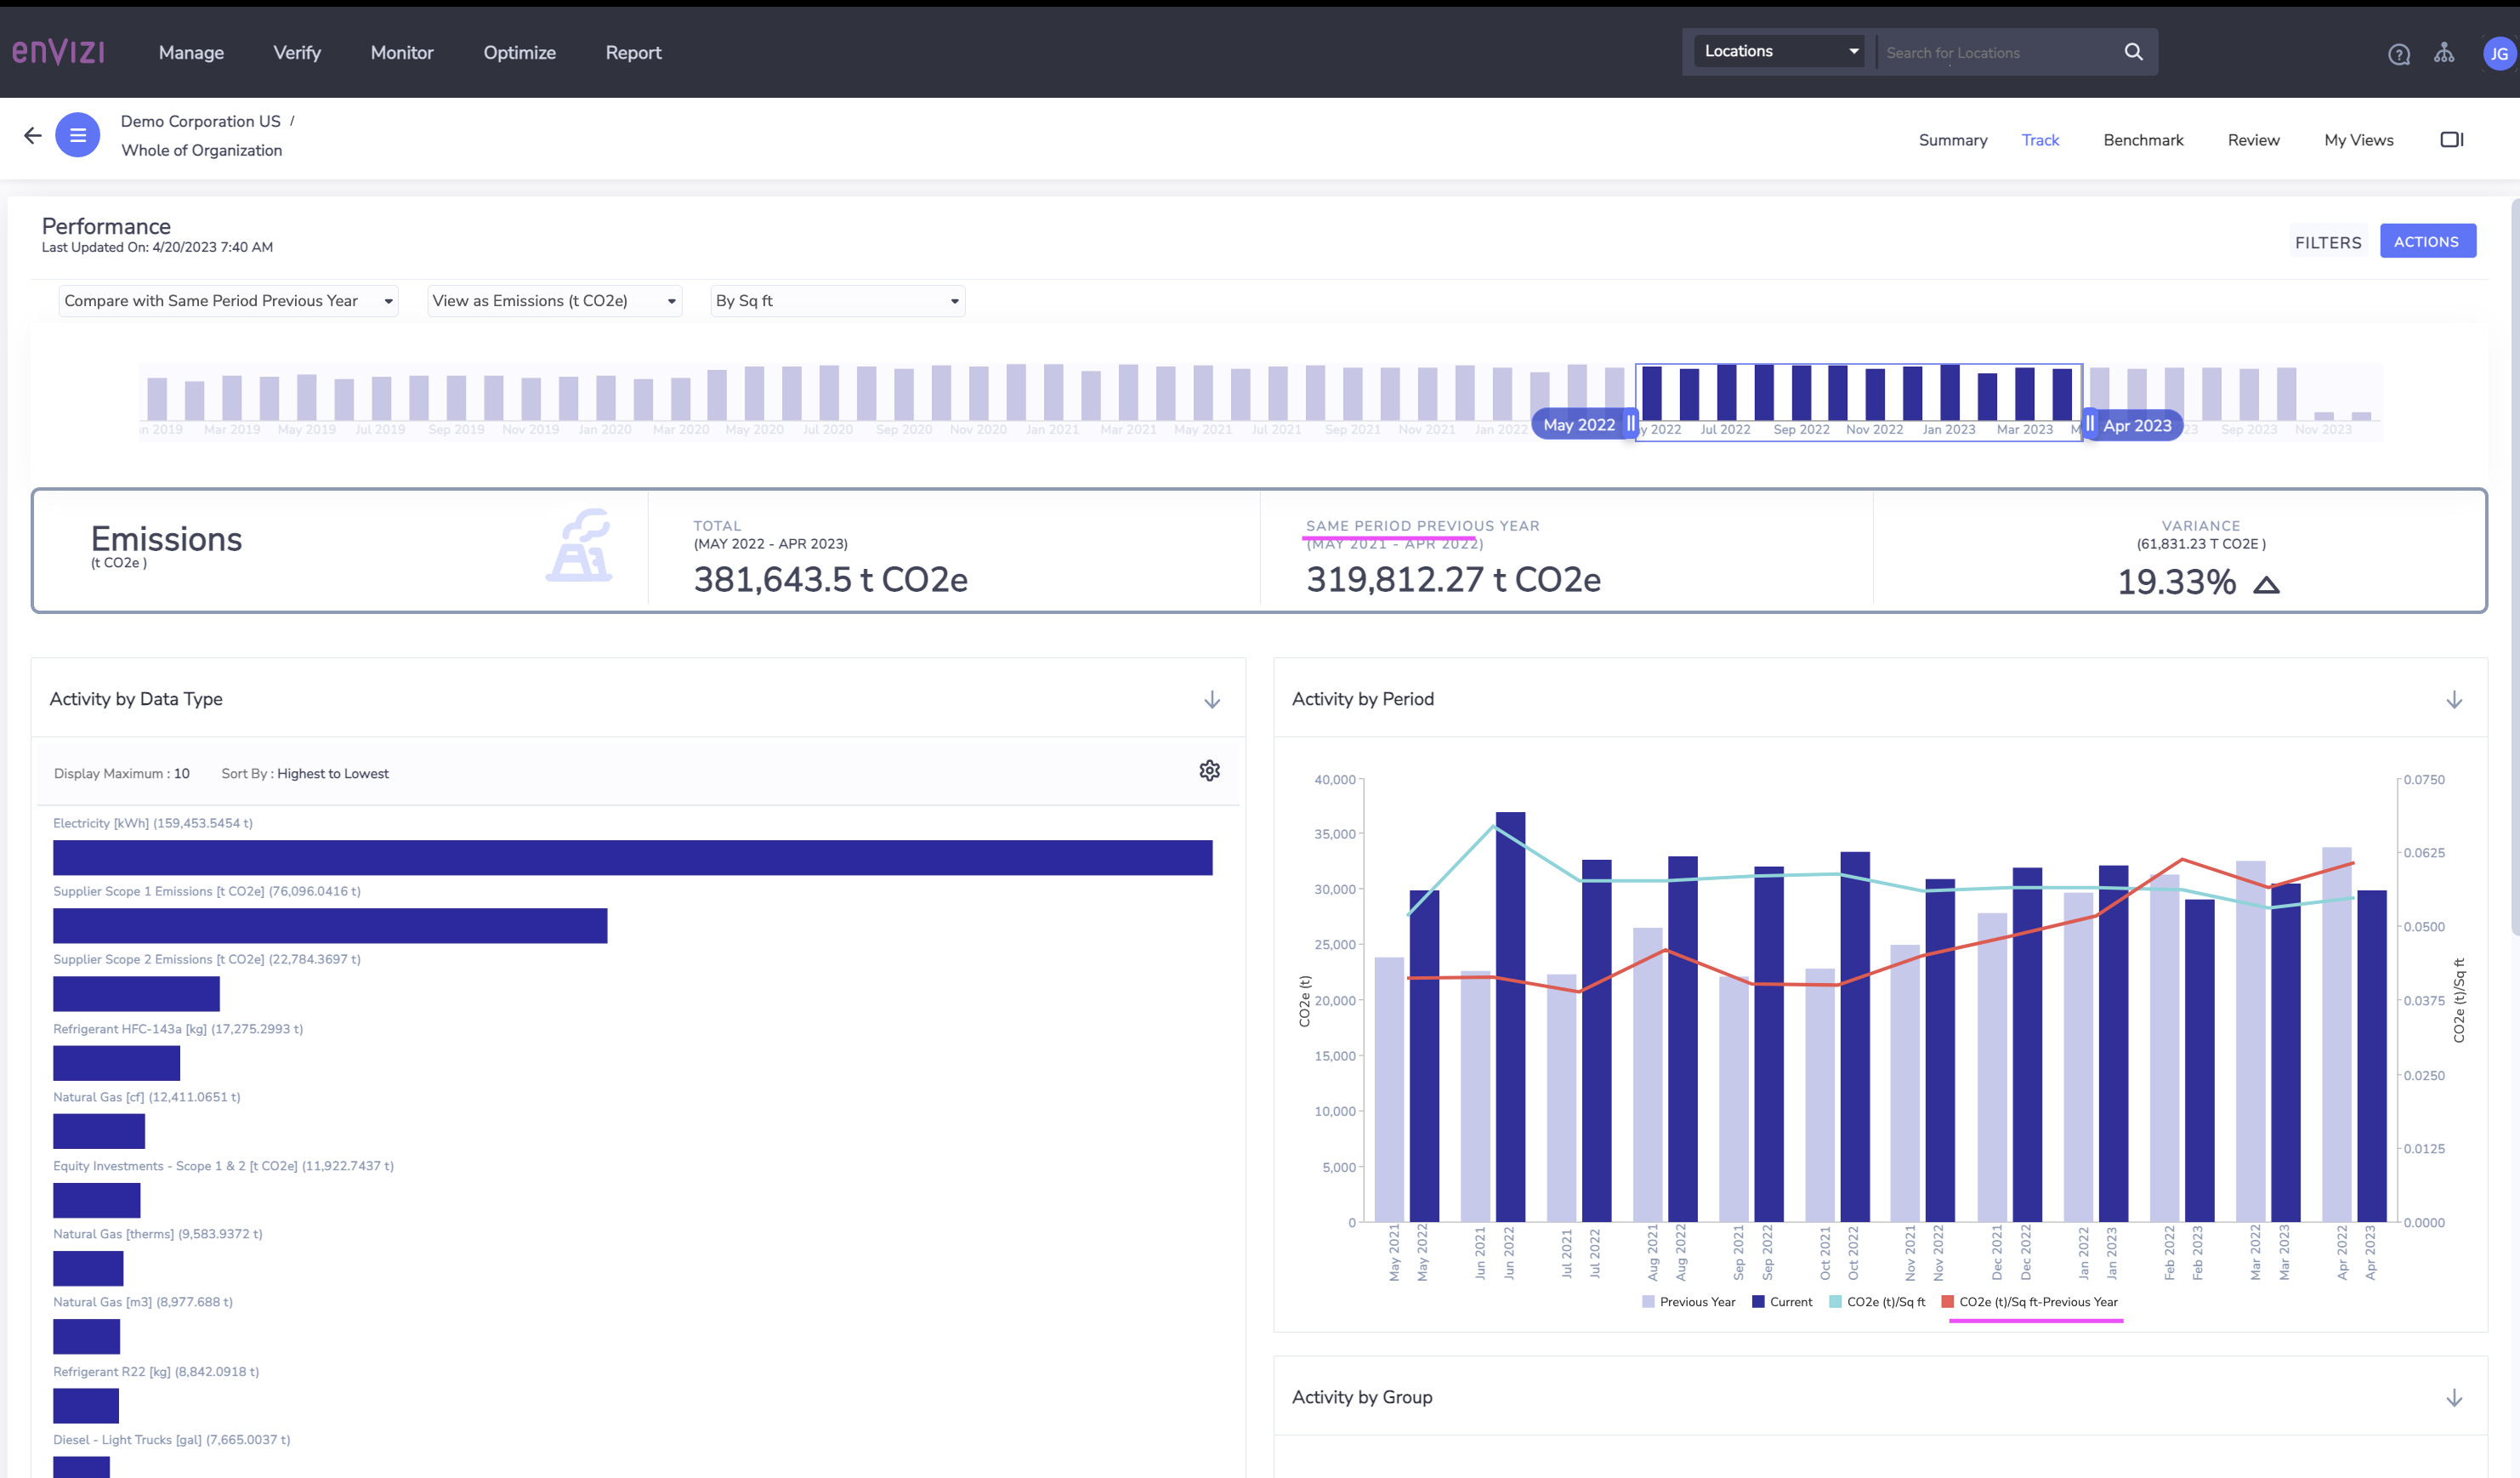 enVIZI
Manage
Verify
Monitor
Optimize
Report
Locations
Search for Locations
JG
Demo Corporation US /
Whole of Organization
Summary
Track
Benchmark
Review
My Views
Performance
Last Updated On: 4/20/2023 7:40 AM
FILTERS
ACTIONS
Compare with Same Period Previous Year
View as Emissions (t CO2e)
By Sq ft
n 2019 Mar 2019 May 2019 Jul 2019 Sep 2019 Nov 2019 Jan 2020 Mar 2020 May 2020 Jul 2020 Sep 2020 Nov 2020 Jan 2021 Mar 2021 May 2021 Jul 2021 Sep 2021 Nov 2021 Jan 2022 May 2022 y 2022 Jul 2022 Sep 2022 Nov 2022 Jan 2023 Mar 2023 M Apr 2023 23 Sep 2023 Nov 2023
Emissions
(t CO2e )
TOTAL
(MAY 2022 - APR 2023)
381,643.5 t CO2e
SAME PERIOD PREVIOUS YEAR
(MAY 2021 - APR 2022)
319,812.27 t CO2e
VARIANCE
(61,831.23 T CO2E )
19.33%
Activity by Data Type
Display Maximum : 10
Sort By : Highest to Lowest
Electricity [kWh] (159,453.5454 t)
Supplier Scope 1 Emissions [t CO2e] (76,096.0416 t)
Supplier Scope 2 Emissions [t CO2e] (22,784.3697 t)
Refrigerant HFC-143a [kg] (17,275.2993 t)
Natural Gas [cf] (12,411.0651 t)
Equity Investments - Scope 1 & 2 [t CO2e] (11,922.7437 t)
Natural Gas [therms] (9,583.9372 t)
Natural Gas [m3] (8,977.688 t)
Refrigerant R22 [kg] (8,842.0918 t)
Diesel - Light Trucks [gal] (7,665.0037 t)
Activity by Period
40,000
35,000
30,000
25,000
20,000
15,000
10,000
5,000
0
CO2e (t)
0.0750
0.0625
0.0500
0.0375
0.0250
0.0125
0.0000
CO2e (t)/Sq ft
May 2021
May 2022
Jun 2021
Jun 2022
Jul 2021
Jul 2022
Aug 2021
Aug 2022
Sep 2021
Sep 2022
Oct 2021
Oct 2022
Nov 2021
Nov 2022
Dec 2021
Dec 2022
Jan 2022
Jan 2023
Feb 2022
Feb 2023
Mar 2022
Mar 2023
Apr 2022
Apr 2023
Previous Year
Current
CO2e (t)/Sq ft
CO2e (t)/Sq ft-Previous Year
Activity by Group